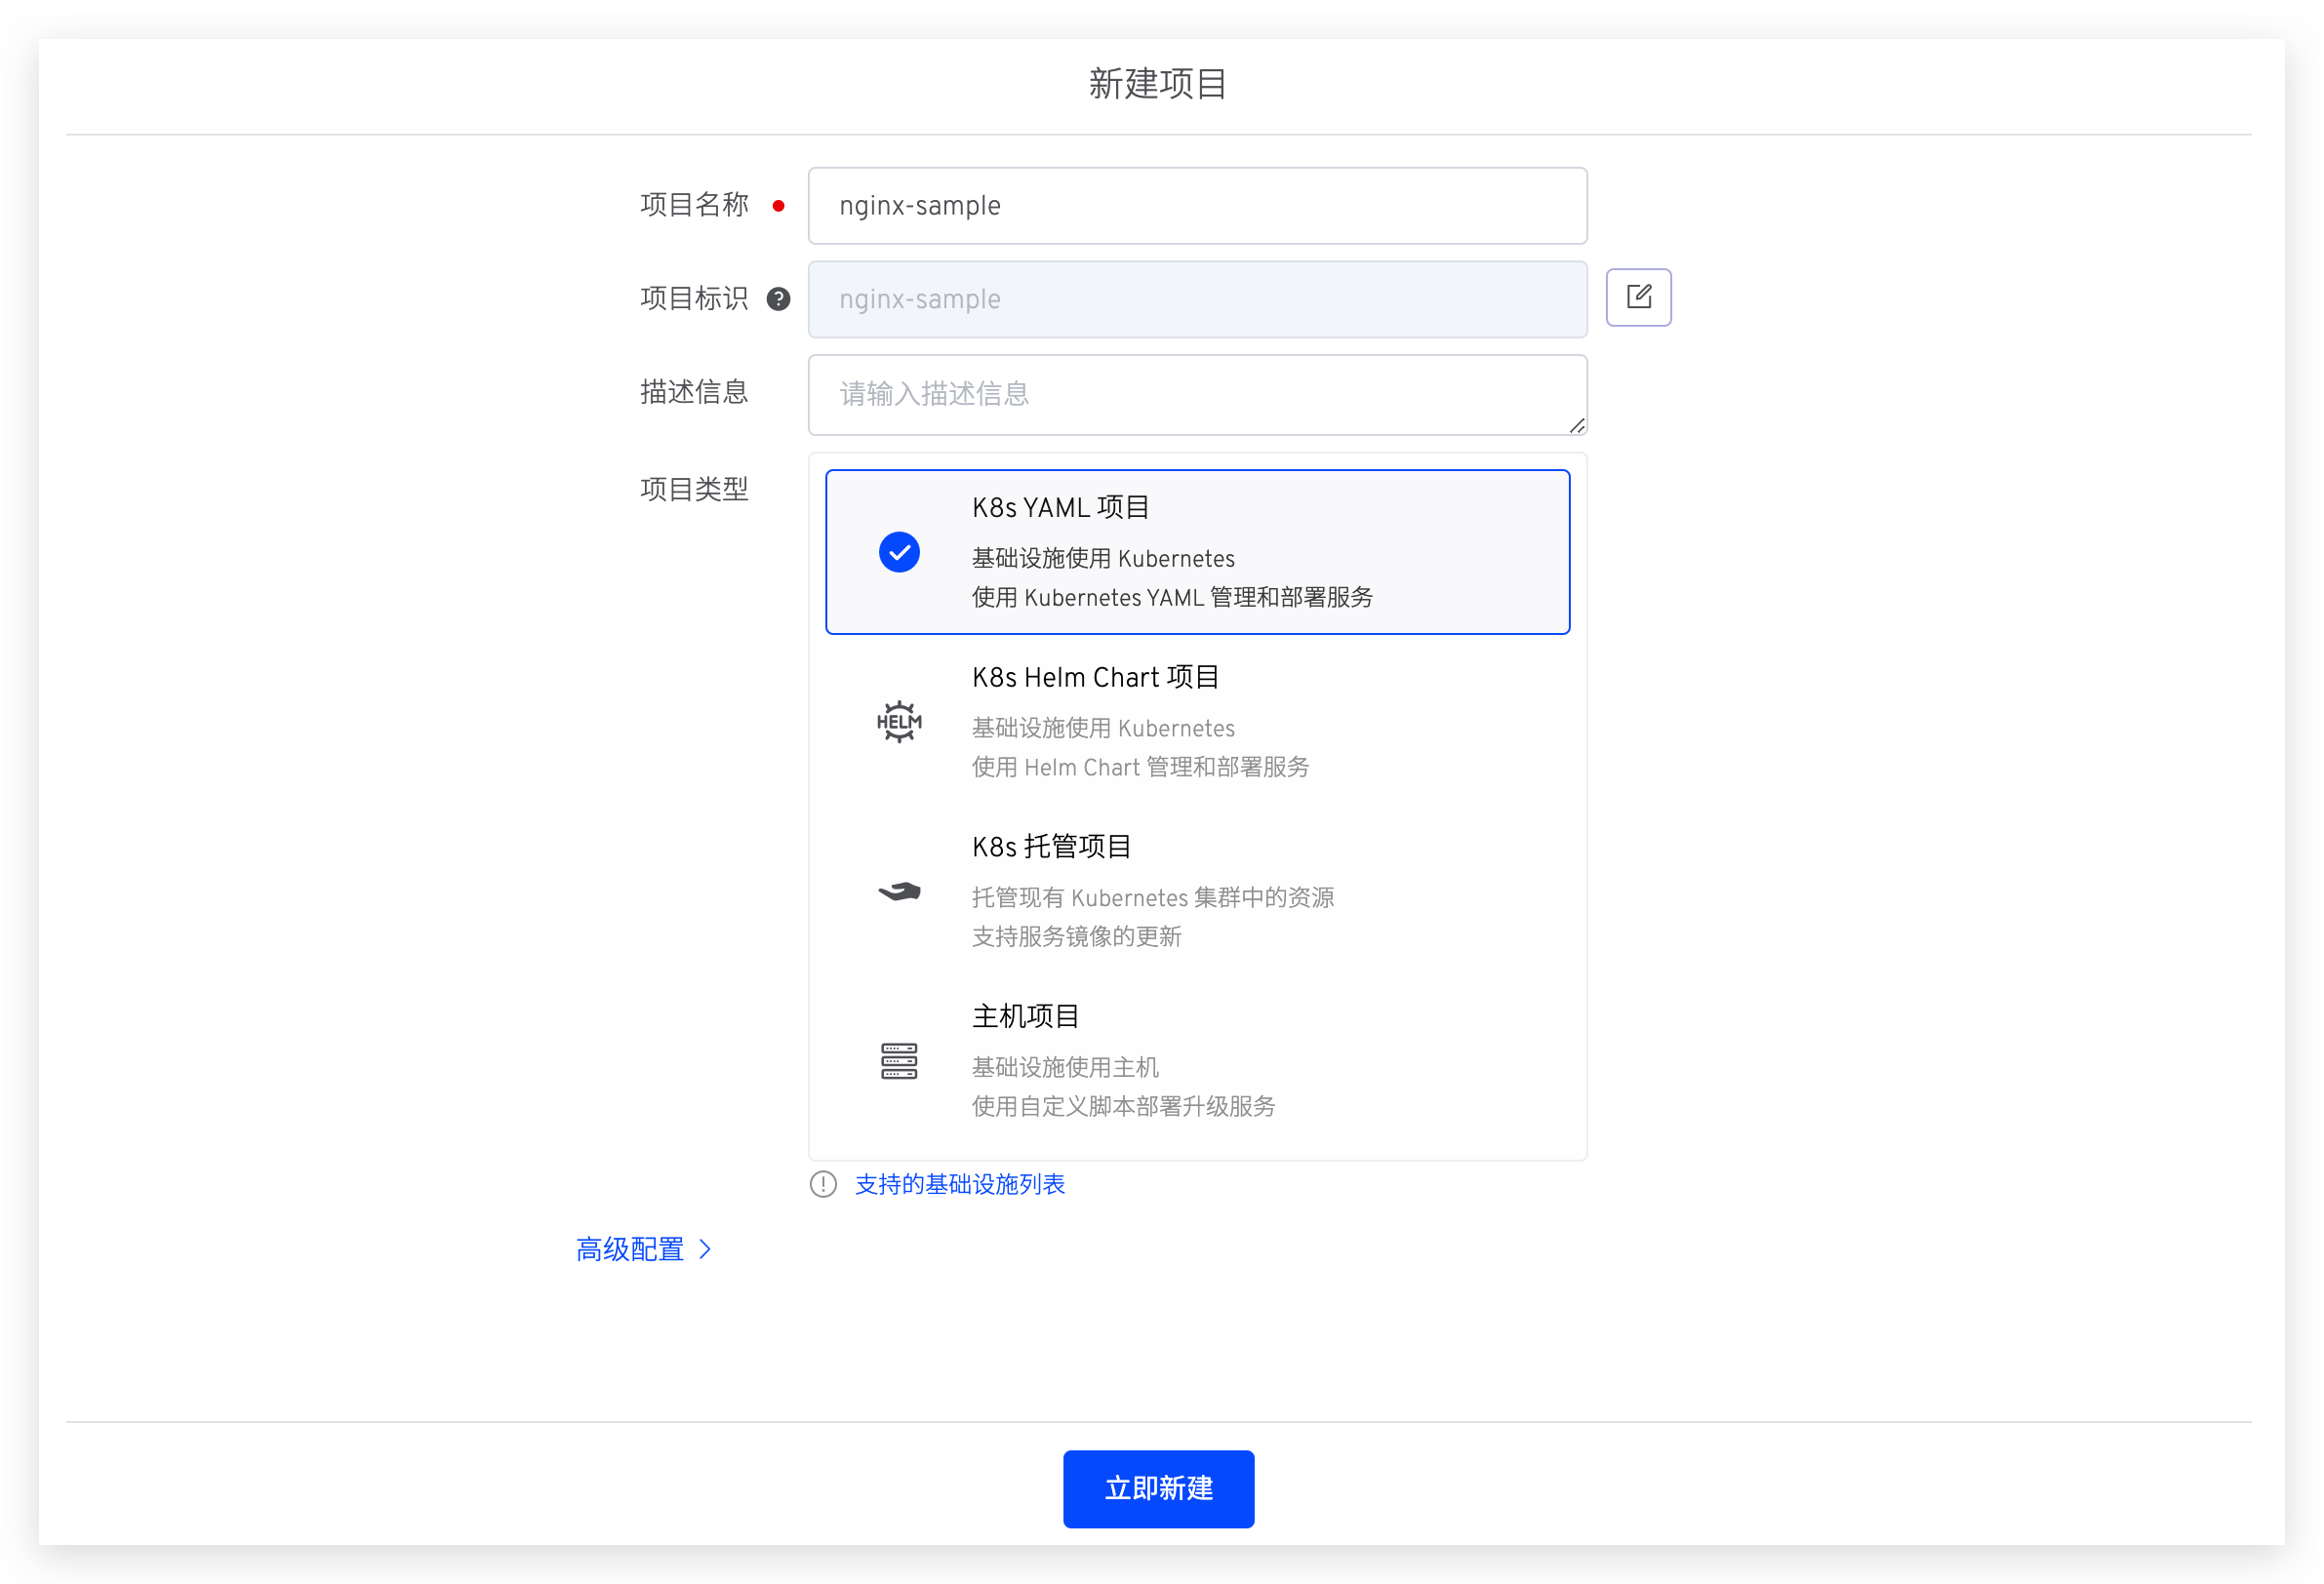 新建项目
项目名称
nginx-sample
项目标识
nginx-sample
描述信息
请输入描述信息
项目类型
K8s YAML 项目
基础设施使用 Kubernetes
使用 Kubernetes YAML 管理和部署服务
HELM
K8s Helm Chart 项目
基础设施使用 Kubernetes
使用 Helm Chart 管理和部署服务
K8s 托管项目
托管现有 Kubernetes 集群中的资源
支持服务镜像的更新
主机项目
基础设施使用主机
使用自定义脚本部署升级服务
支持的基础设施列表
高级配置
立即新建